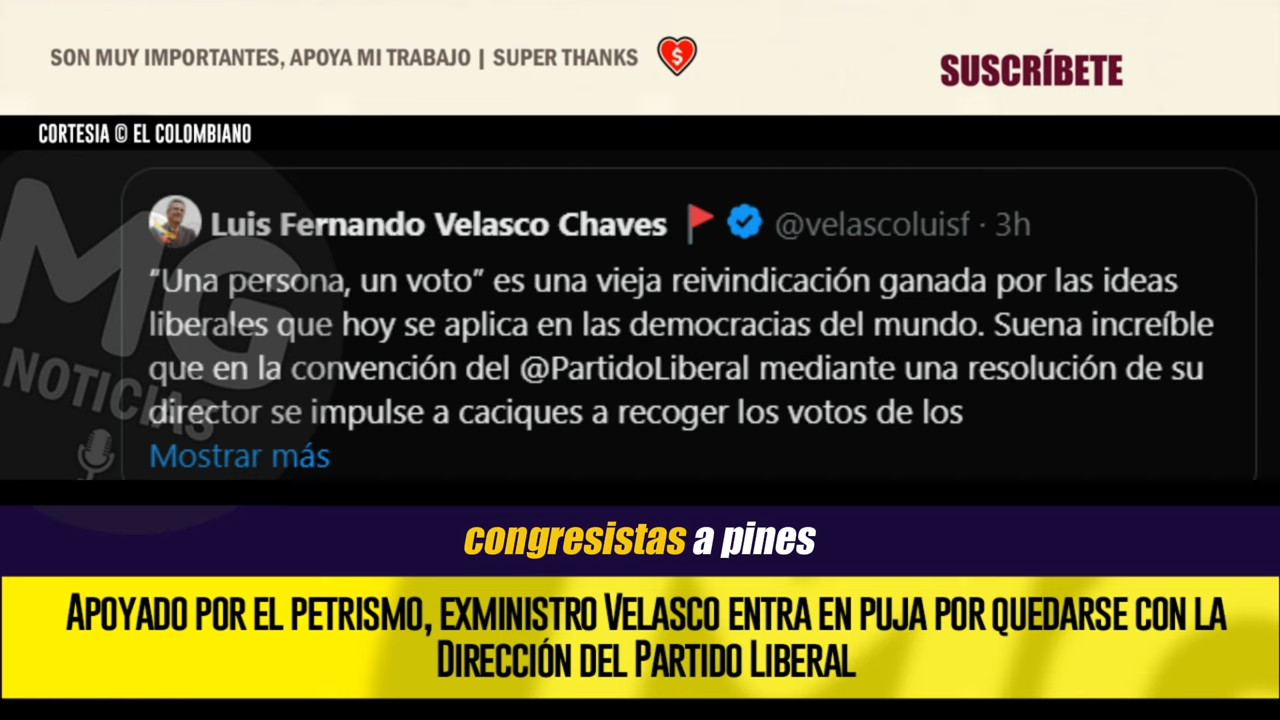 SON MUY IMPORTANTES, APOYA MI TRABAJO | SUPER THANKS
SUSCRÍBETE
CORTESIA © EL COLOMBIANO
Luis Fernando Velasco Chaves @velascoluisf · 3h
"Una persona, un voto" es una vieja reivindicación ganada por las ideas
liberales que hoy se aplica en las democracias del mundo. Suena increíble
que en la convención del @PartidoLiberal mediante una resolución de su
director se impulse a caciques a recoger los votos de los
Mostrar más
MG
NOTICIAS
congresistas a pines
APOYADO POR EL PETRISMO, EXMINISTRO VELASCO ENTRA EN PUJA POR QUEDARSE CON LA
DIRECCIÓN DEL PARTIDO LIBERAL